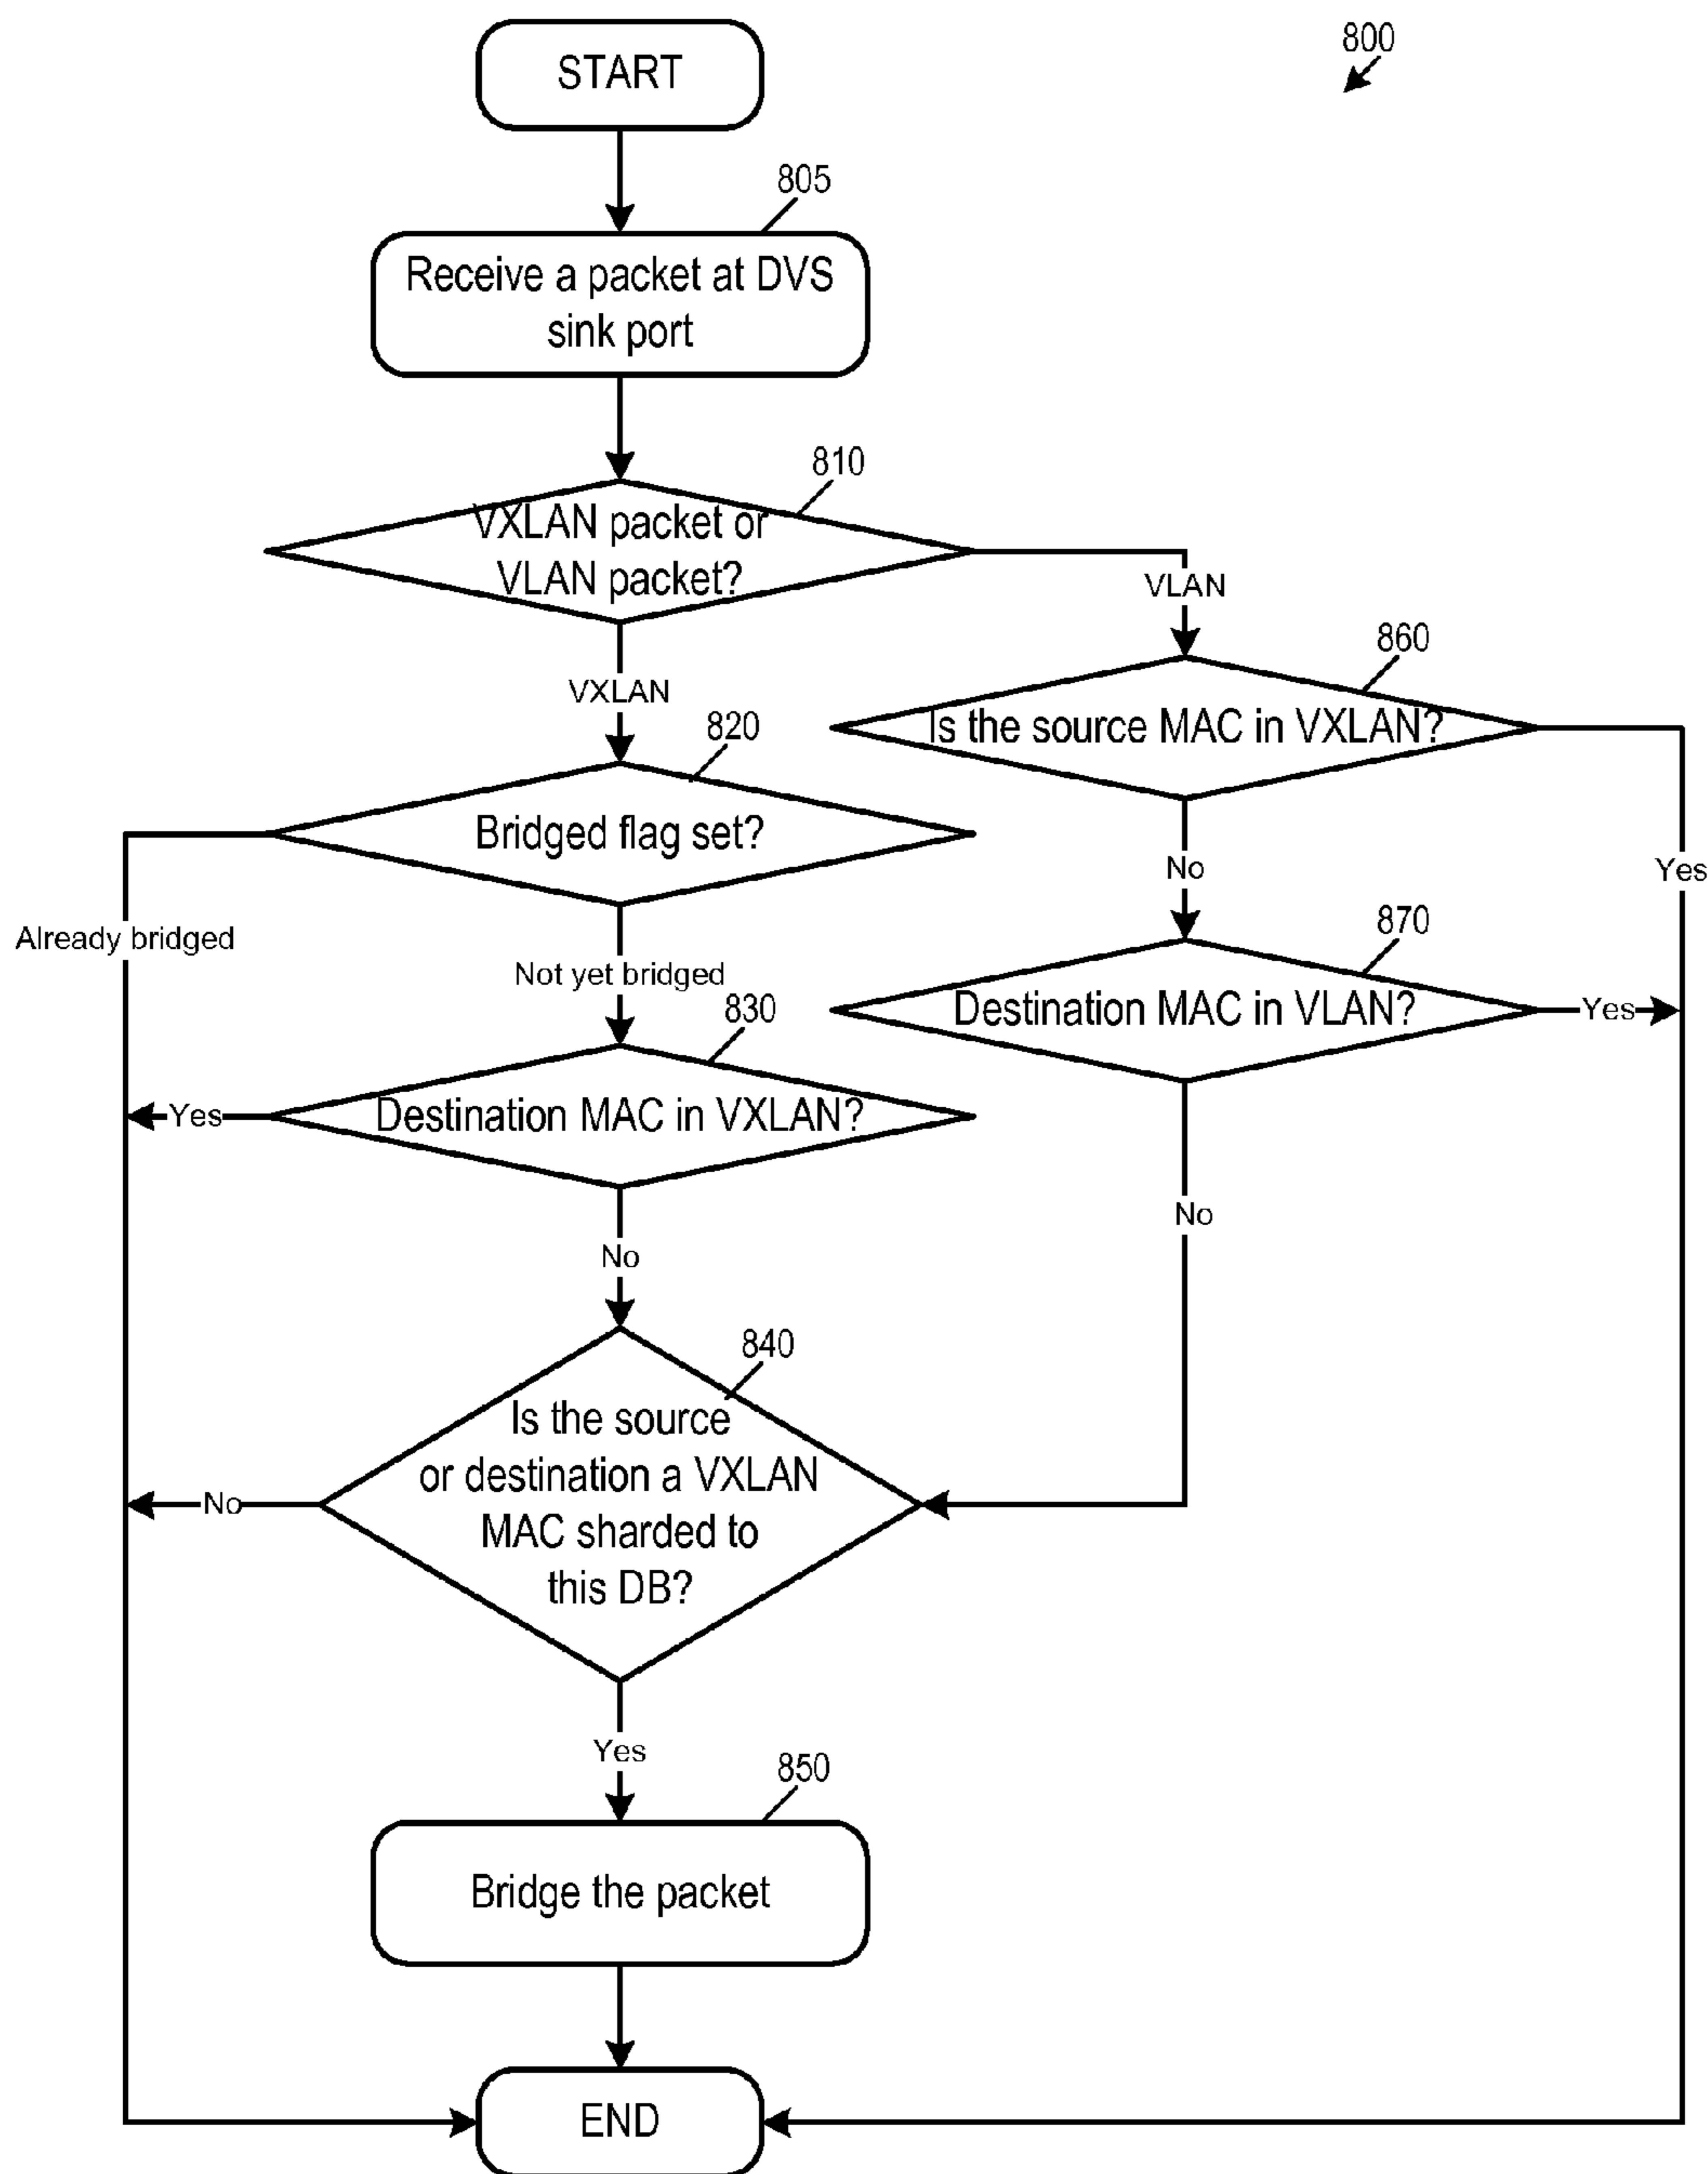 START
800
805
Receive a packet at DVS
sink port
810
VXLAN packet or
VLAN packet?
VLAN
VXLAN
860
Is the source MAC in VXLAN?
820
Bridged flag set?
No
Yes
Already bridged
870
Not yet bridged
Destination MAC in VLAN?
Yes
830
Destination MAC in VXLAN?
Yes
No
No
840
Is the source
or destination a VXLAN
MAC sharded to
this DB?
No
Yes
850
Bridge the packet
END